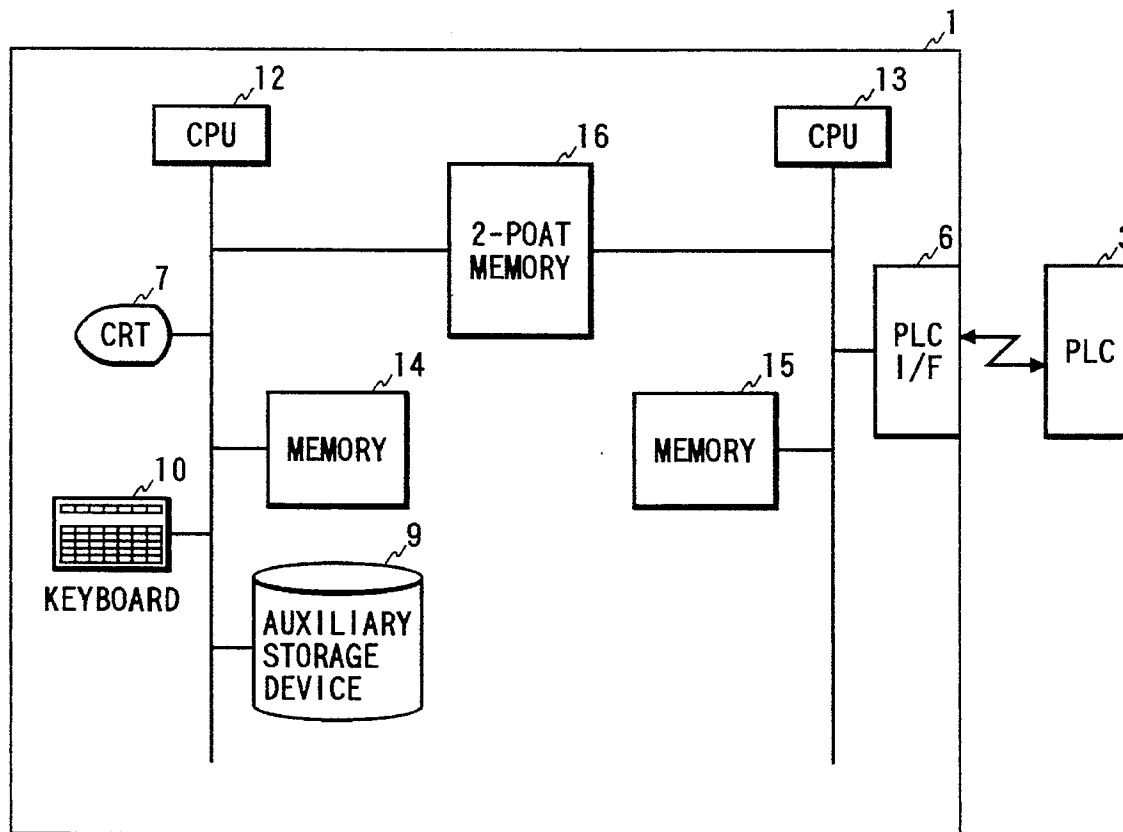 1
12
CPU
13
CPU
16
2-POAT
MEMORY
6
PLC
I/F
PLC
7
CRT
14
MEMORY
15
MEMORY
10
KEYBOARD
9
AUXILIARY
STORAGE
DEVICE